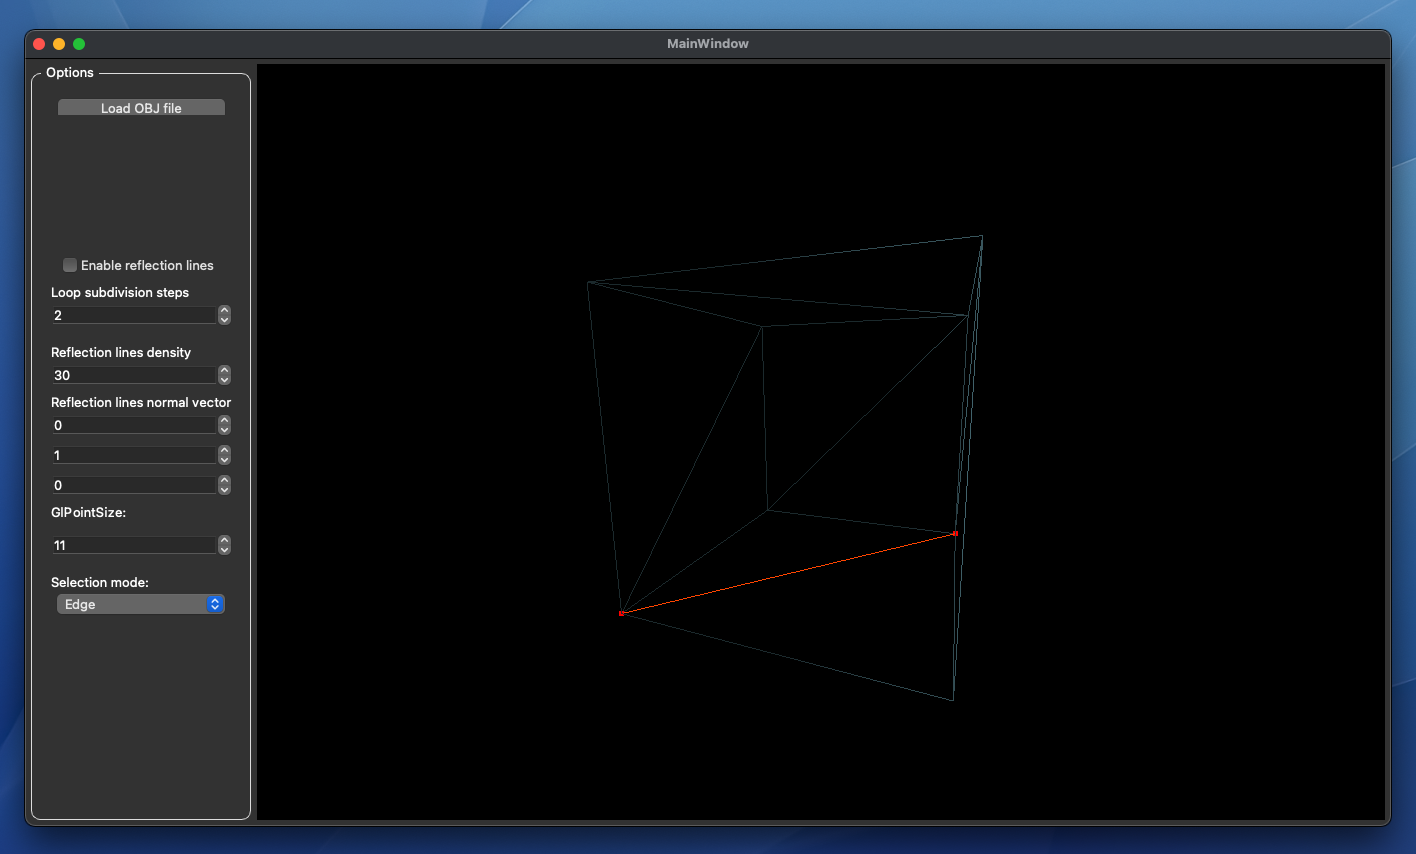 MainWindow
Options
Load OBJ file
Enable reflection lines
Loop subdivision steps
2
Reflection lines density
30
Reflection lines normal vector
0
1
0
GlPointSize:
11
Selection mode:
Edge